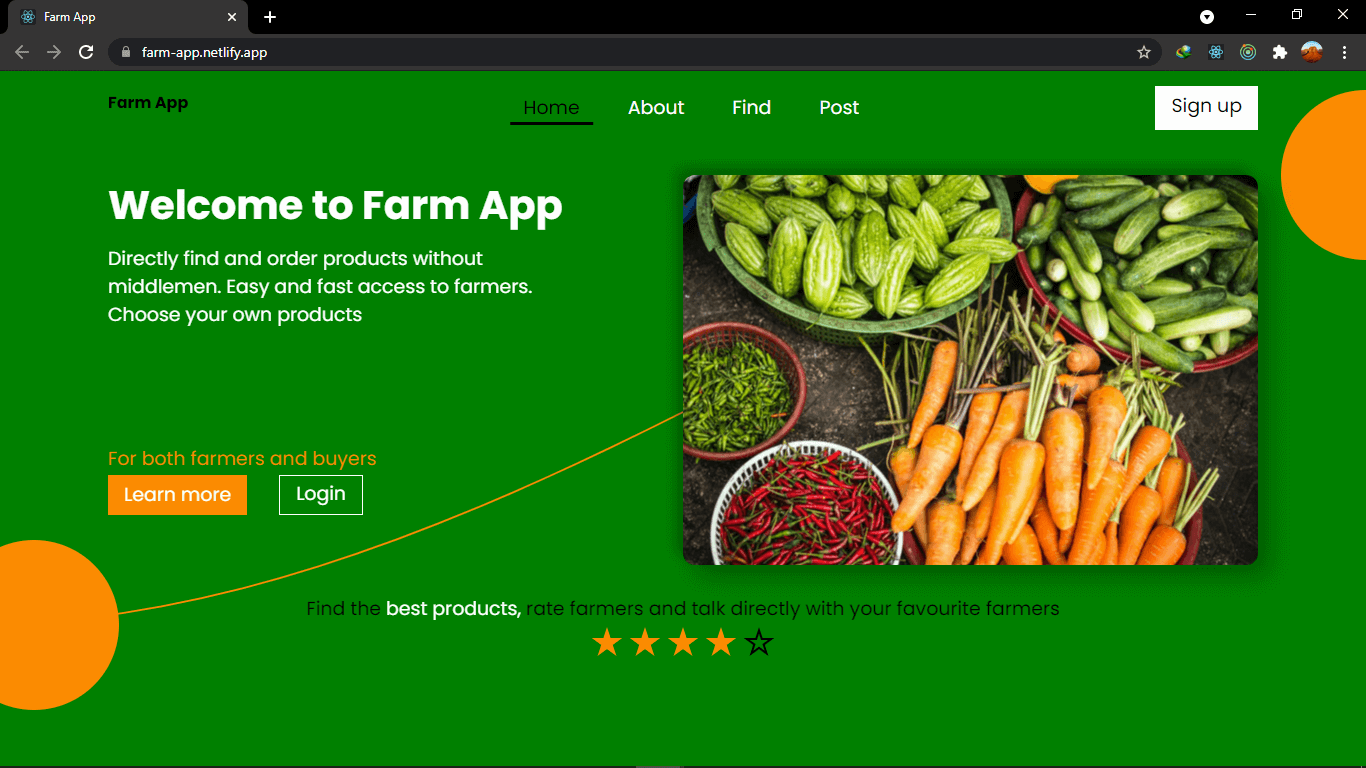 Farm App
farm-app.netlify.app
Farm App
Home
About
Find
Post
Sign up
Welcome to Farm App
Directly find and order products without
middlemen. Easy and fast access to farmers.
Choose your own products
For both farmers and buyers
Learn more
Login
Find the best products, rate farmers and talk directly with your favourite farmers